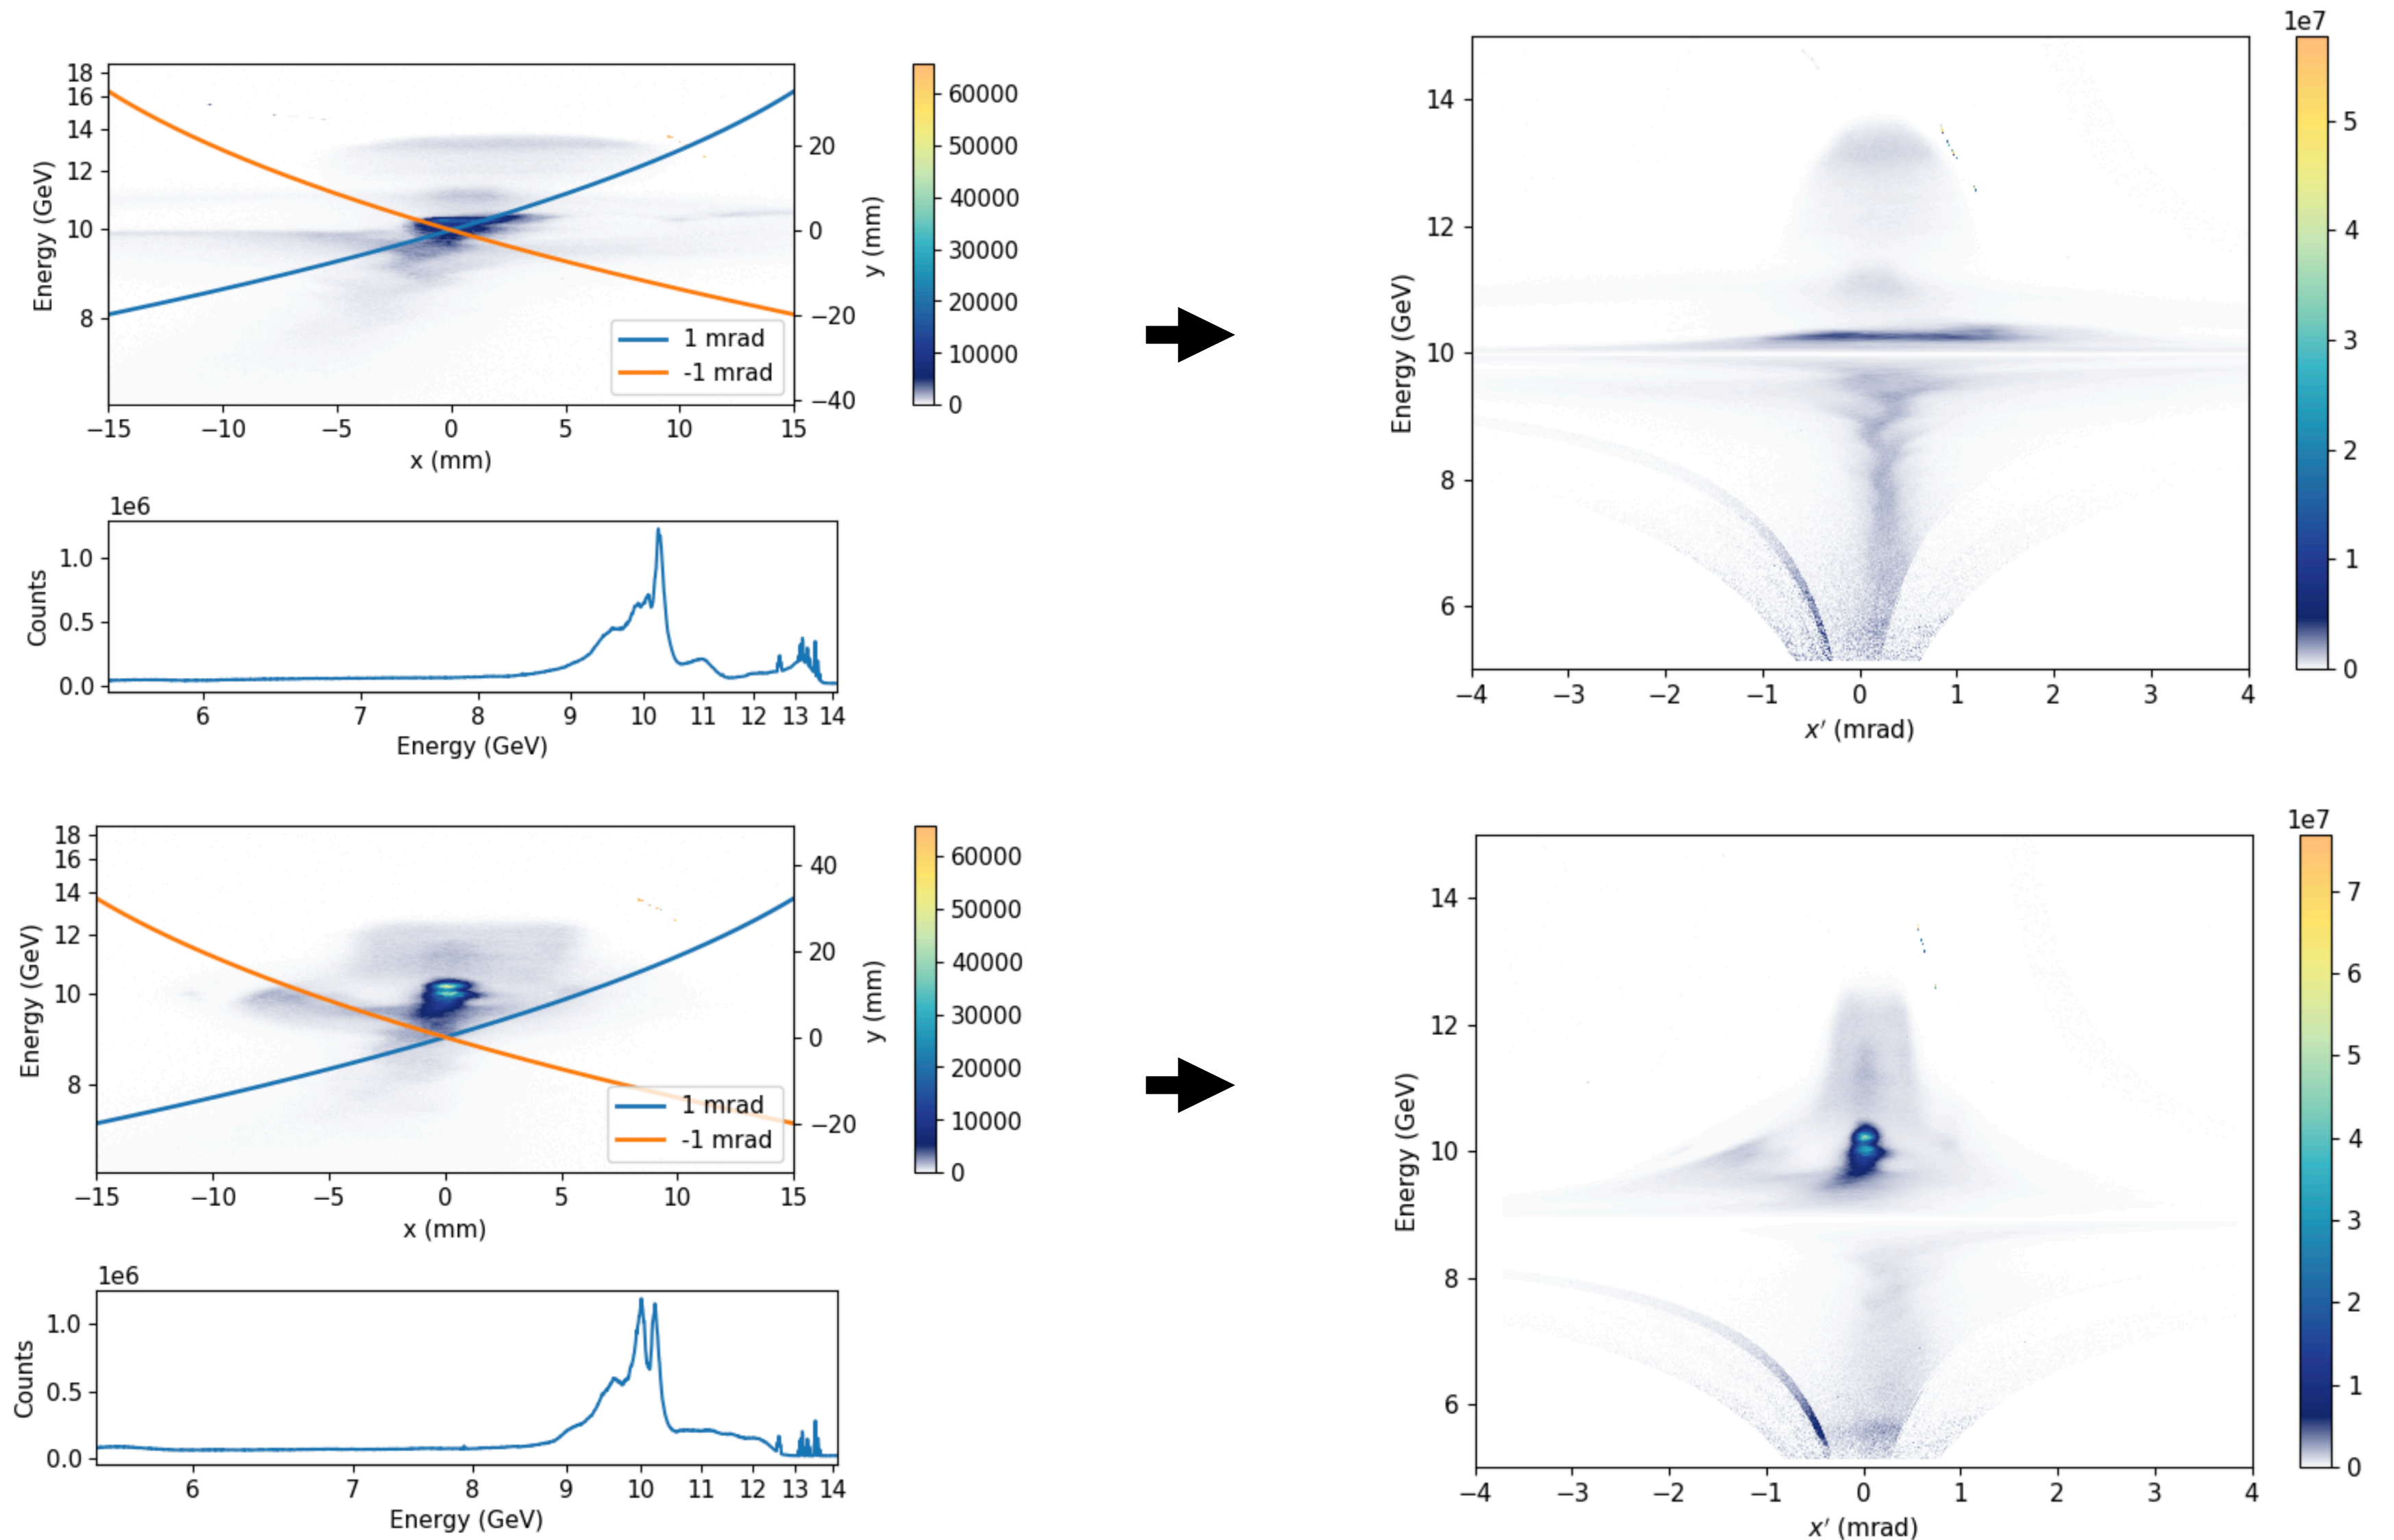 18
16
14
12
10
8
Energy (GeV)
20
0
−20
−40
y (mm)
1 mrad
-1 mrad
−15 −10 −5 0 5 10 15
x (mm)
60000
50000
40000
30000
20000
10000
0
1e6
1.0
0.5
0.0
Counts
6 7 8 9 10 11 12 13 14
Energy (GeV)
1e7
14
12
10
8
6
Energy (GeV)
−4 −3 −2 −1 0 1 2 3 4
x′ (mrad)
5
4
3
2
1
0
18
16
14
12
10
8
Energy (GeV)
40
20
0
−20
y (mm)
1 mrad
-1 mrad
−15 −10 −5 0 5 10 15
x (mm)
60000
50000
40000
30000
20000
10000
0
1e6
1.0
0.5
0.0
Counts
6 7 8 9 10 11 12 13 14
Energy (GeV)
1e7
14
12
10
8
6
Energy (GeV)
−4 −3 −2 −1 0 1 2 3 4
x′ (mrad)
7
6
5
4
3
2
1
0